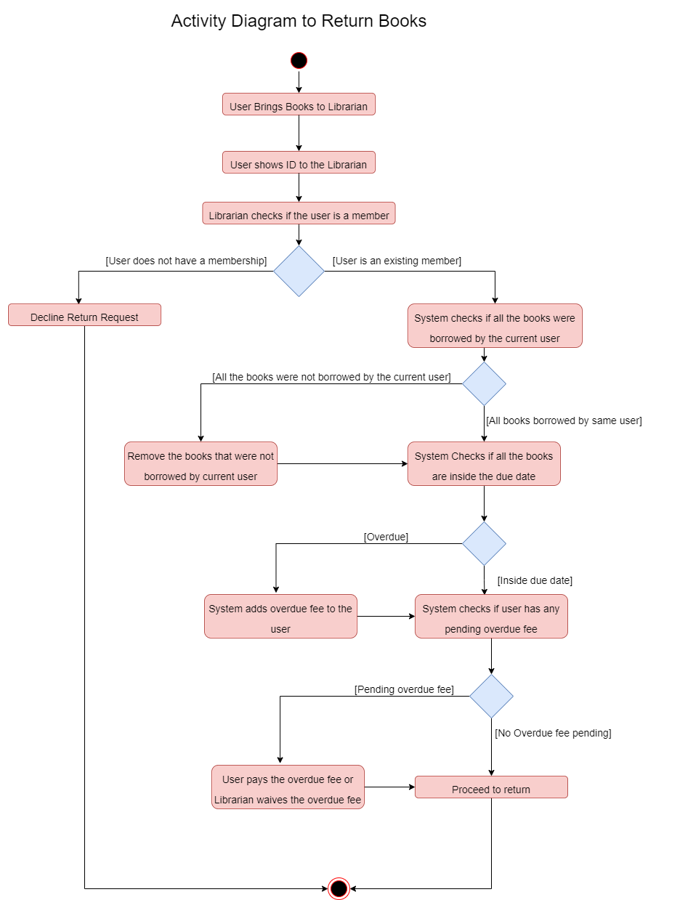 Activity Diagram to Return Books
User Brings Books to Librarian
User shows ID to the Librarian
Librarian checks if the user is a member
[User does not have a membership]
[User is an existing member]
Decline Return Request
System checks if all the books were
borrowed by the current user
[All the books were not borrowed by the current user]
[All books borrowed by same user]
Remove the books that were not
borrowed by current user
System Checks if all the books
are inside the due date
[Overdue]
[Inside due date]
System adds overdue fee to the
user
System checks if user has any
pending overdue fee
[Pending overdue fee]
[No Overdue fee pending]
User pays the overdue fee or
Librarian waives the overdue fee
Proceed to return